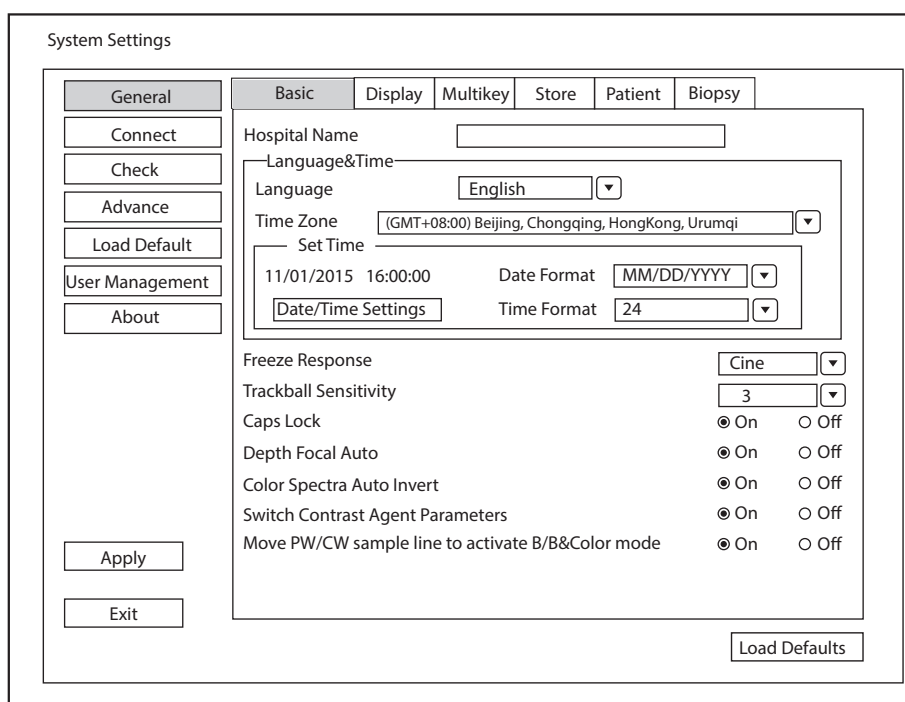 System Settings
General
Connect
Check
Advance
Load Default
User Management
About
Apply
Exit
Basic Display Multikey Store Patient Biopsy
Hospital Name
Language&Time
Language English
Time Zone (GMT+08:00) Beijing, Chongqing, HongKong, Urumqi
Set Time
11/01/2015 16:00:00 Date Format MM/DD/YYYY
Date/Time Settings Time Format 24
Freeze Response Cine
Trackball Sensitivity 3
Caps Lock On Off
Depth Focal Auto On Off
Color Spectra Auto Invert On Off
Switch Contrast Agent Parameters On Off
Move PW/CW sample line to activate B/B&Color mode On Off
Load Defaults